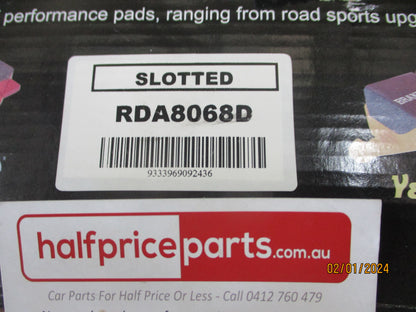 performance pads, ranging from road sports upg
SLOTTED
RDA8068D
9333969092436
halfpriceparts.com.au
Car Parts For Half Price Or Less - Call 0412 760 479
02/01/2024